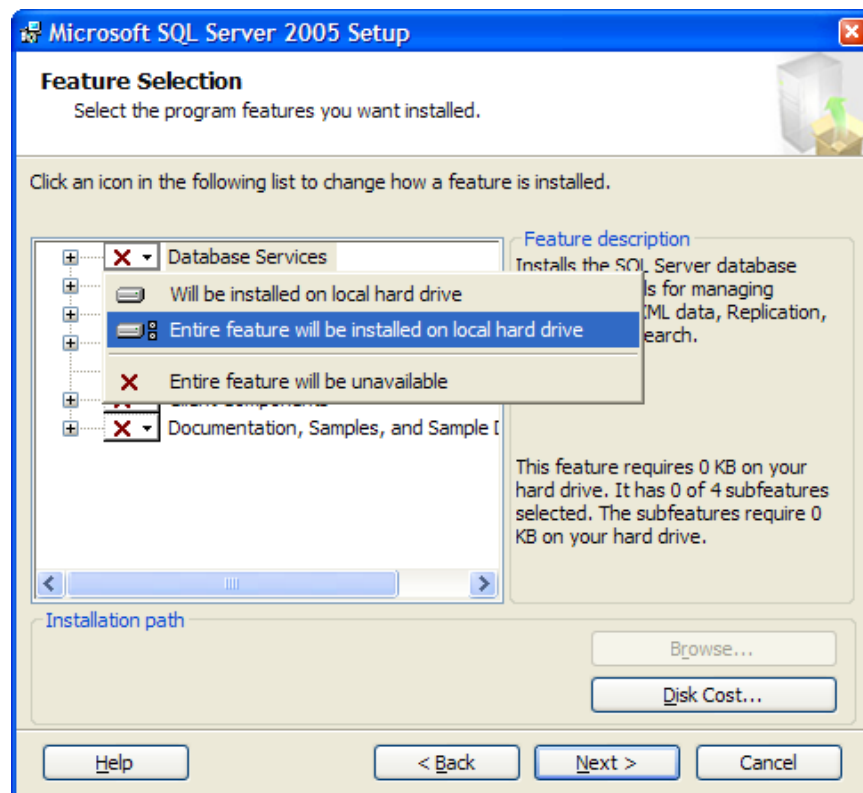 Microsoft SQL Server 2005 Setup
Feature Selection
Select the program features you want installed.
Click an icon in the following list to change how a feature is installed.
Database Services
Will be installed on local hard drive
Entire feature will be installed on local hard drive
Entire feature will be unavailable
Client Components
Documentation, Samples, and Sample
Feature description
Installs the SQL Server database
for managing
data, Replication,
This feature requires 0 KB on your
hard drive. It has 0 of 4 subfeatures
selected. The subfeatures require 0
KB on your hard drive.
Installation path
Browse...
Disk Cost...
Help
< Back
Next >
Cancel